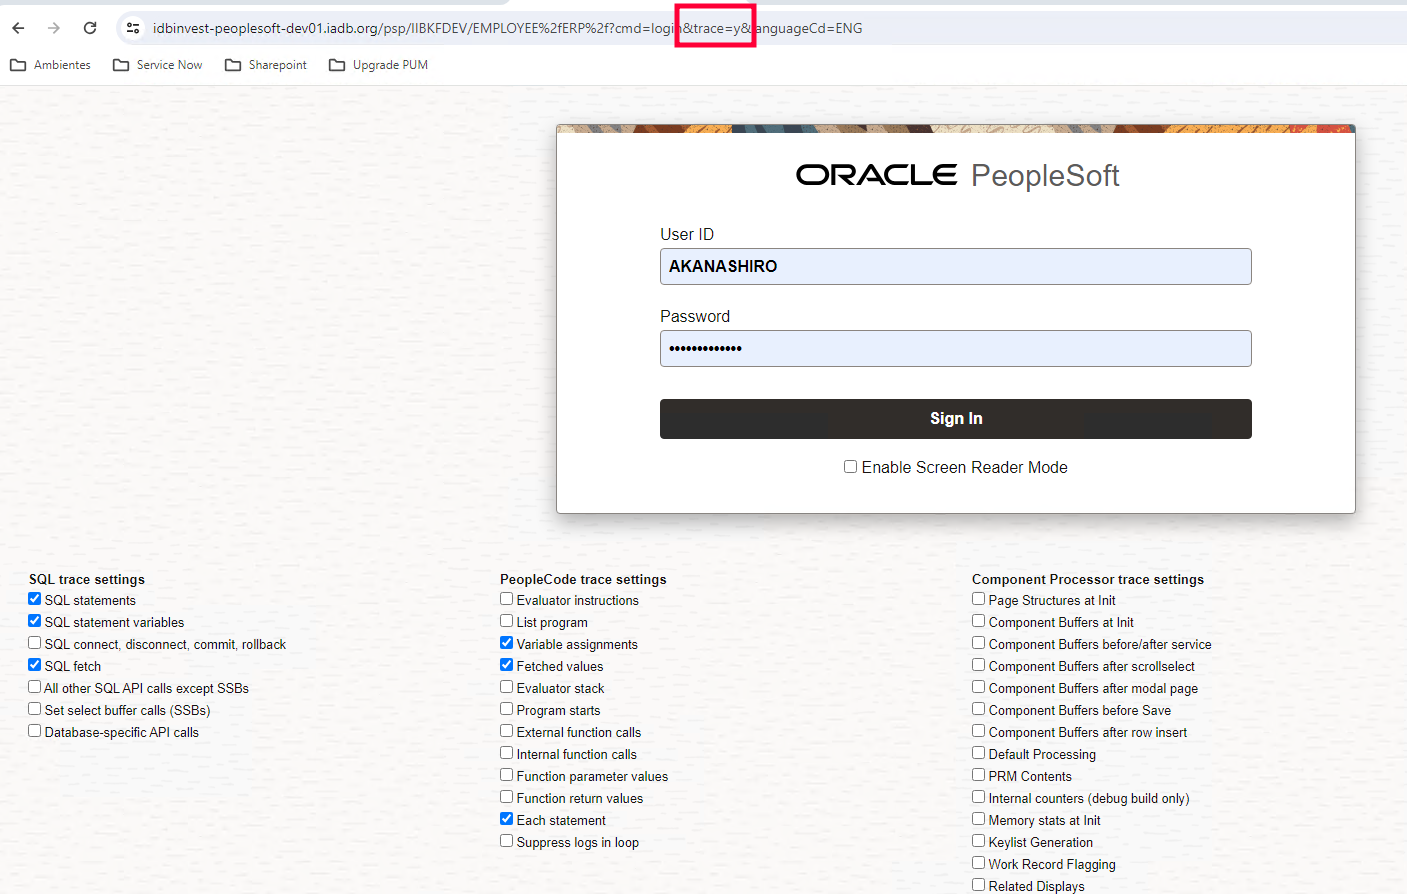 idbinvest-peoplesoft-dev01.iadb.org/psp/IIBKFDEV/EMPLOYEE%2fERP%2f?cmd=login&trace=y&languageCd=ENG
Ambientes Service Now Sharepoint Upgrade PUM
ORACLE PeopleSoft
User ID
AKANASHIRO
Password
•••••••••••••
Sign In
Enable Screen Reader Mode
SQL trace settings
SQL statements
SQL statement variables
SQL connect, disconnect, commit, rollback
SQL fetch
All other SQL API calls except SSBs
Set select buffer calls (SSBs)
Database-specific API calls
PeopleCode trace settings
Evaluator instructions
List program
Variable assignments
Fetched values
Evaluator stack
Program starts
External function calls
Internal function calls
Function parameter values
Function return values
Each statement
Suppress logs in loop
Component Processor trace settings
Page Structures at Init
Component Buffers at Init
Component Buffers before/after service
Component Buffers after scrollselect
Component Buffers after modal page
Component Buffers before Save
Component Buffers after row insert
Default Processing
PRM Contents
Internal counters (debug build only)
Memory stats at Init
Keylist Generation
Work Record Flagging
Related Displays